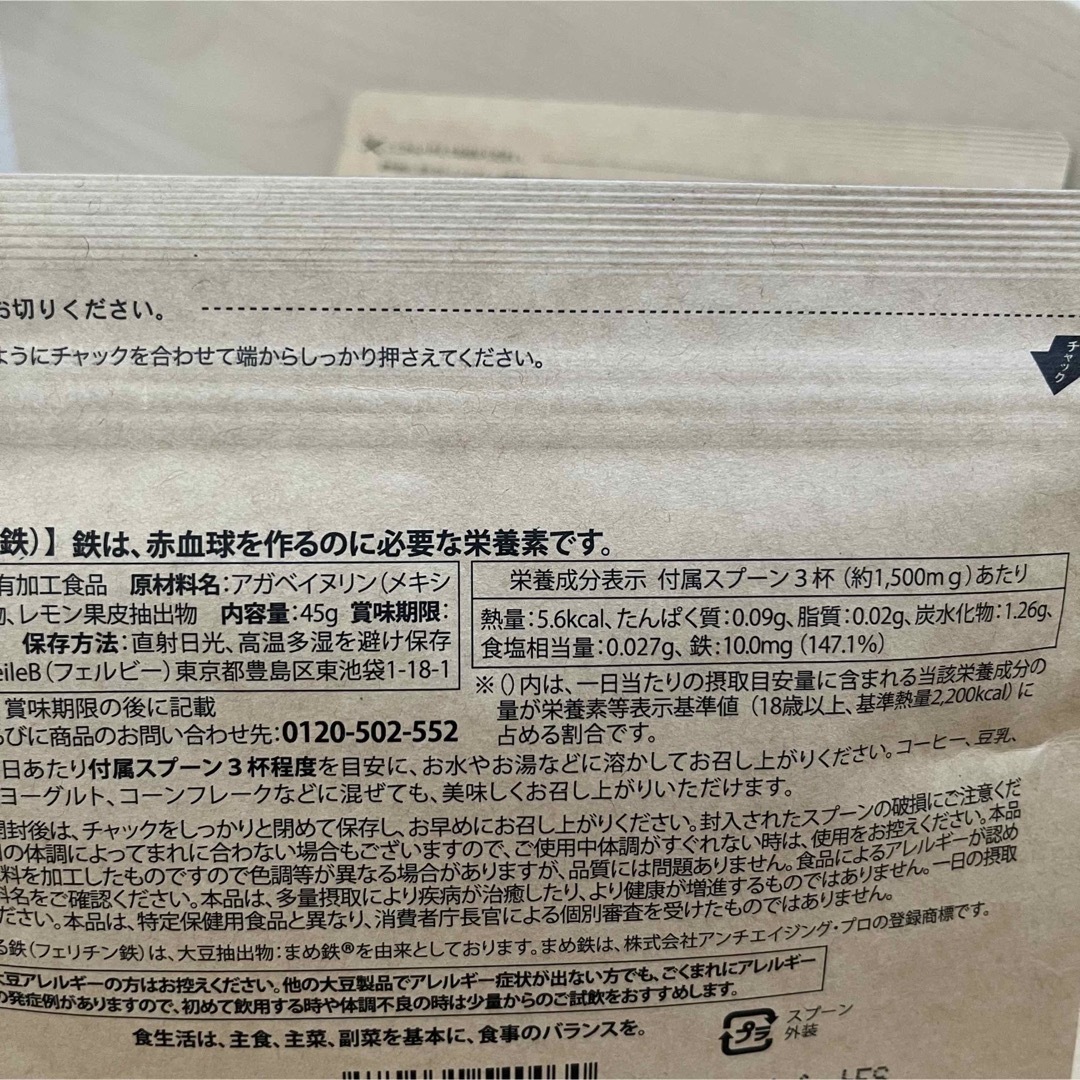 お切りください。
ようにチャックを合わせて端からしっかり押さえてください。
チャック
鉄)】鉄は、赤血球を作るのに必要な栄養素です。
有加工食品 原材料名:アガベイヌリン(メキシ
物、レモン果皮抽出物 内容量:45g 賞味期限:
保存方法:直射日光、高温多湿を避け保存
eileB(フェルビー)東京都豊島区東池袋1-18-1
賞味期限の後に記載
らびに商品のお問い合わせ先:0120-502-552
栄養成分表示 付属スプーン3杯(約1,500mg)あたり
熱量:5.6kcal、たんぱく質:0.09g、脂質:0.02g、炭水化物:1.26g、
食塩相当量:0.027g、鉄:10.0mg(147.1%)
※()内は、一日当たりの摂取目安量に含まれる当該栄養成分の
量が栄養素等表示基準値(18歳以上、基準熱量2,200kcal)に
占める割合です。
日あたり付属スプーン3杯程度を目安に、お水やお湯などに溶かしてお召し上がりください。コーヒー、豆乳、
ヨーグルト、コーンフレークなどに混ぜても、美味しくお召し上がりいただけます。
開封後は、チャックをしっかりと閉めて保存し、お早めにお召し上がりください。封入されたスプーンの破損にご注意くだ
の体調によってまれに合わない場合もございますので、ご使用中体調がすぐれない時は、使用をお控えください。本品
料を加工したものですので色調等が異なる場合がありますが、品質には問題ありません。食品によるアレルギーが認め
料名をご確認ください。本品は、多量摂取により疾病が治癒したり、より健康が増進するものではありません。一日の摂取
ださい。本品は、特定保健用食品と異なり、消費者庁長官による個別審査を受けたものではありません。
る鉄(フェリチン鉄)は、大豆抽出物:まめ鉄®を由来としております。まめ鉄は、株式会社アンチエイジング・プロの登録商標です。
大豆アレルギーの方はお控えください。他の大豆製品でアレルギー症状が出ない方でも、ごくまれにアレルギー
の発症例がありますので、初めて飲用する時や体調不良の時は少量からのご試飲をおすすめします。
食生活は、主食、主菜、副菜を基本に、食事のバランスを。
プラ
スプーン
外装